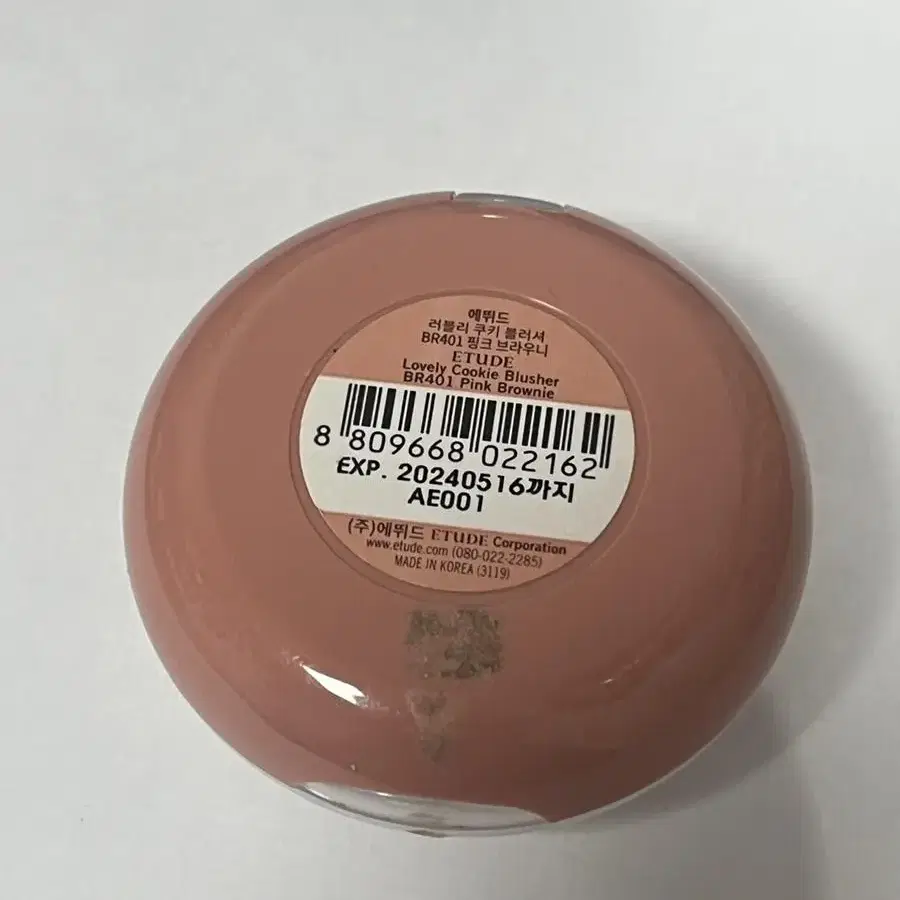 에뛰드
러블리 쿠키 블러셔
BR401 핑크 브라우니
ETUDE
Lovely Cookie Blusher
BR401 Pink Brownie
8 809668 022162
EXP. 20240516까지
AE001
(주)에뛰드 ETUDE Corporation
www.etude.com (080-022-2285)
MADE IN KOREA (3119)